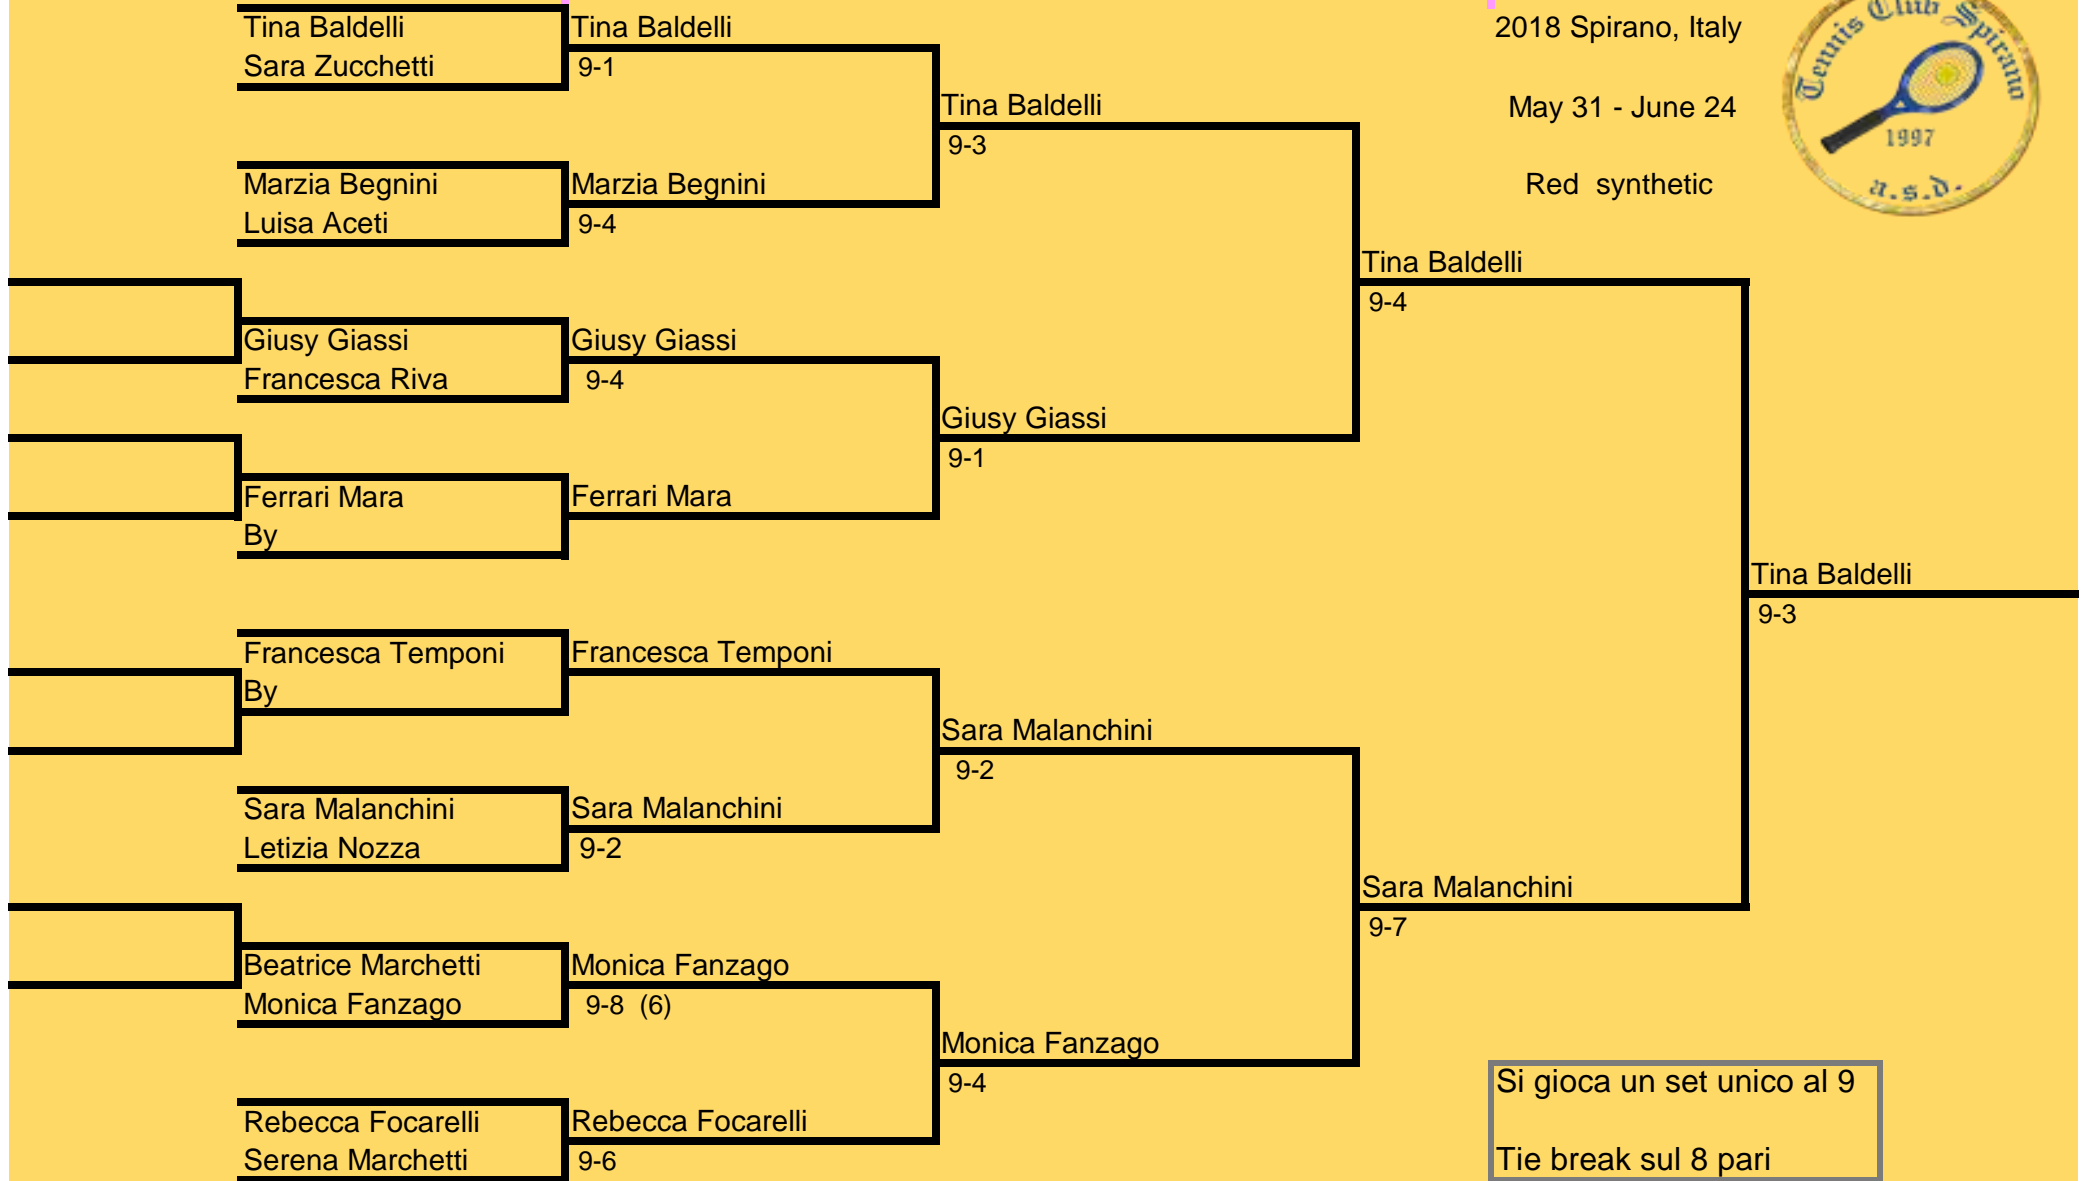 Tina Baldelli
Sara Zucchetti
Marzia Begnini
Luisa Aceti
Giusy Giassi
Francesca Riva
Ferrari Mara
By
Francesca Temponi
By
Sara Malanchini
Letizia Nozza
Beatrice Marchetti
Monica Fanzago
Rebecca Focarelli
Serena Marchetti
Tina Baldelli
9-1
Marzia Begnini
9-4
Giusy Giassi
9-4
Ferrari Mara
Francesca Temponi
Sara Malanchini
9-2
Monica Fanzago
9-8 (6)
Rebecca Focarelli
9-6
Tina Baldelli
9-3
Giusy Giassi
9-1
Sara Malanchini
9-2
Monica Fanzago
9-4
Tina Baldelli
9-4
Sara Malanchini
9-7
Tina Baldelli
9-3
2018 Spirano, Italy
May 31 - June 24
Red synthetic
Tennis Club Spirano
1997
a.s.d.
Si gioca un set unico al 9
Tie break sul 8 pari